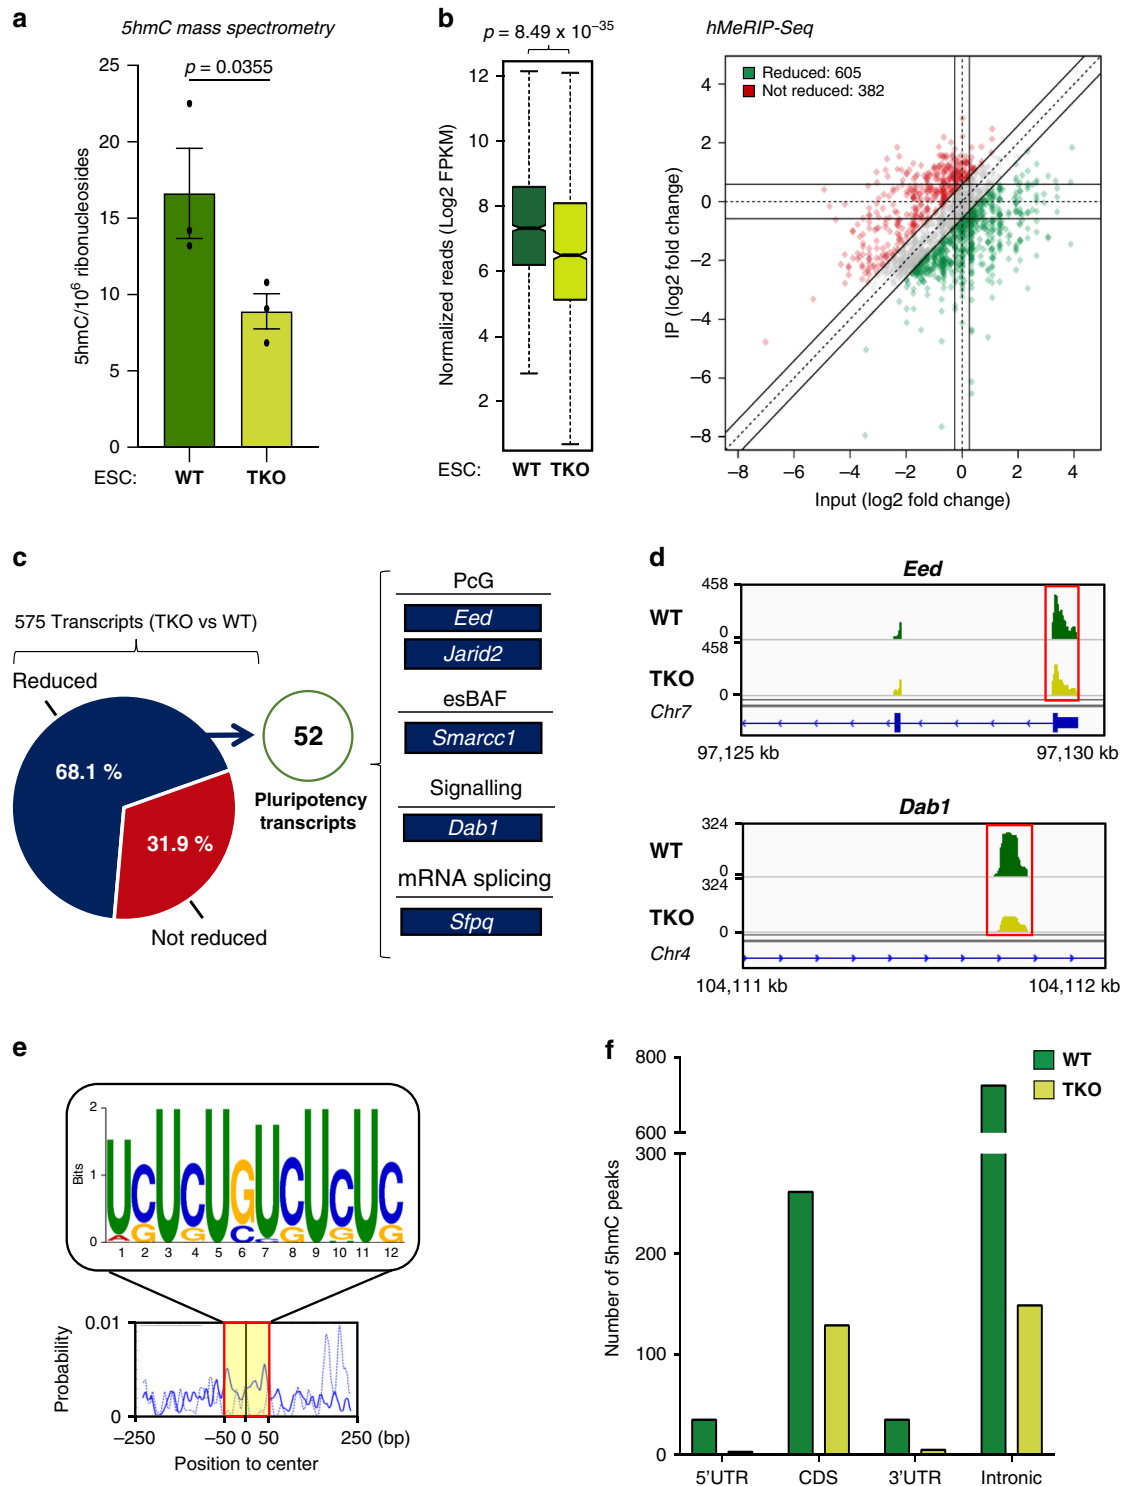 a
5hmC mass spectrometry
p = 0.0355
25
20
15
10
5
0
5hmC/10⁶ ribonucleosides
ESC: WT TKO
b
p = 8.49 x 10⁻³⁵
12
10
8
6
4
2
Normalized reads (Log2 FPKM)
ESC: WT TKO
hMeRIP-Seq
Reduced: 605
Not reduced: 382
4
2
0
−2
−4
−6
−8
IP (log2 fold change)
−8 −6 −4 −2 0 2 4
Input (log2 fold change)
c
575 Transcripts (TKO vs WT)
Reduced
68.1 %
31.9 %
Not reduced
52
Pluripotency
transcripts
PcG
Eed
Jarid2
esBAF
Smarcc1
Signalling
Dab1
mRNA splicing
Sfpq
d
Eed
458
WT
0
458
TKO
0
Chr7
97,125 kb 97,130 kb
Dab1
324
WT
0
324
TKO
0
Chr4
104,111 kb 104,112 kb
e
2
1
0
Bits
UCUCUGUCUCUC
AGGCGGG
1 2 3 4 5 6 7 8 9 10 11 12
0.01
0
Probability
−250 −50 0 50 250 (bp)
Position to center
f
WT
TKO
800
600
300
200
100
0
Number of 5hmC peaks
5'UTR CDS 3'UTR Intronic